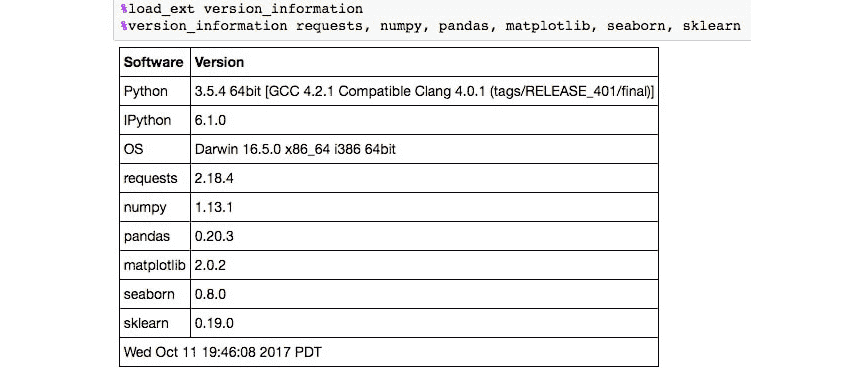 %load_ext version_information
%version_information requests, numpy, pandas, matplotlib, seaborn, sklearn
Software Version
Python 3.5.4 64bit [GCC 4.2.1 Compatible Clang 4.0.1 (tags/RELEASE_401/final)]
IPython 6.1.0
OS Darwin 16.5.0 x86_64 i386 64bit
requests 2.18.4
numpy 1.13.1
pandas 0.20.3
matplotlib 2.0.2
seaborn 0.8.0
sklearn 0.19.0
Wed Oct 11 19:46:08 2017 PDT